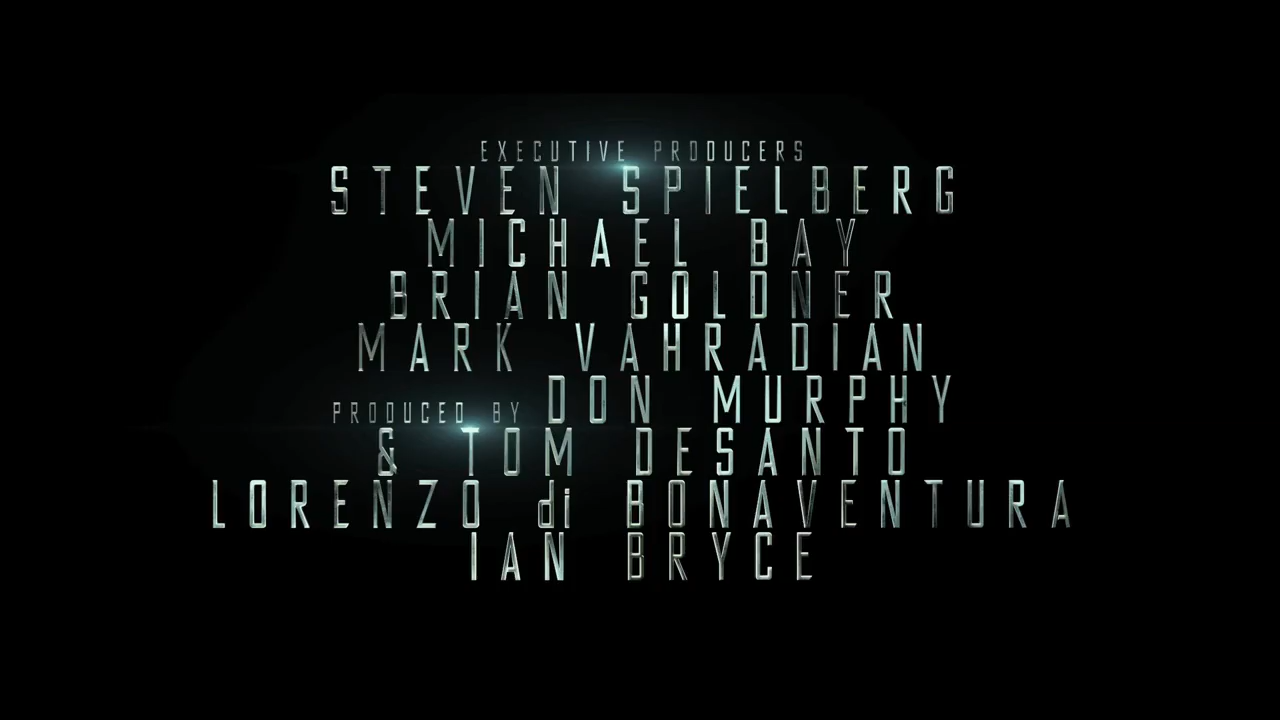 EXECUTIVE PRODUCERS
STEVEN SPIELBERG
MICHAEL BAY
BRIAN GOLDNER
MARK VAHRADIAN
PRODUCED BY DON MURPHY
& TOM DESANTO
LORENZO di BONAVENTURA
IAN BRYCE